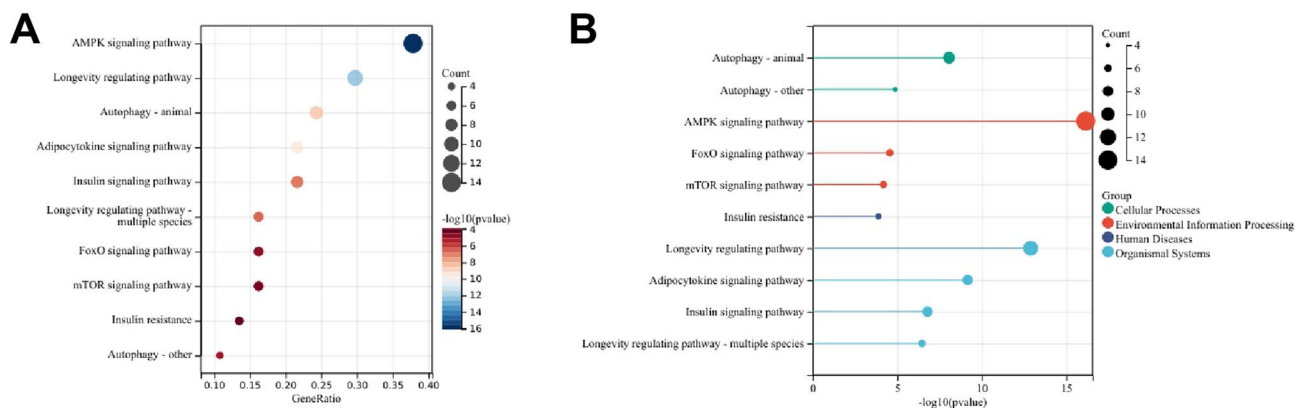 A
AMPK signaling pathway
Longevity regulating pathway
Autophagy - animal
Adipocytokine signaling pathway
Insulin signaling pathway
Longevity regulating pathway -
multiple species
FoxO signaling pathway
mTOR signaling pathway
Insulin resistance
Autophagy - other
0.10 0.15 0.20 0.25 0.30 0.35 0.40
GeneRatio
Count
4
6
8
10
12
14
-log10(pvalue)
4
6
8
10
12
14
16
B
Autophagy - animal
Autophagy - other
AMPK signaling pathway
FoxO signaling pathway
mTOR signaling pathway
Insulin resistance
Longevity regulating pathway
Adipocytokine signaling pathway
Insulin signaling pathway
Longevity regulating pathway - multiple species
0 5 10 15
-log10(pvalue)
Count
4
6
8
10
12
14
Group
Cellular Processes
Environmental Information Processing
Human Diseases
Organismal Systems